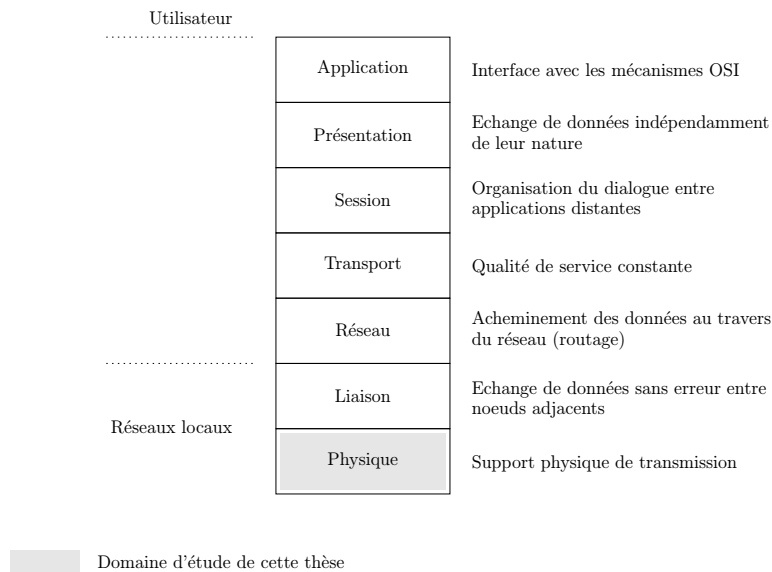 Utilisateur
Application
Interface avec les mécanismes OSI
Présentation
Echange de données indépendamment
de leur nature
Session
Organisation du dialogue entre
applications distantes
Transport
Qualité de service constante
Réseau
Acheminement des données au travers
du réseau (routage)
Liaison
Echange de données sans erreur entre
noeuds adjacents
Réseaux locaux
Physique
Support physique de transmission
Domaine d'étude de cette thèse